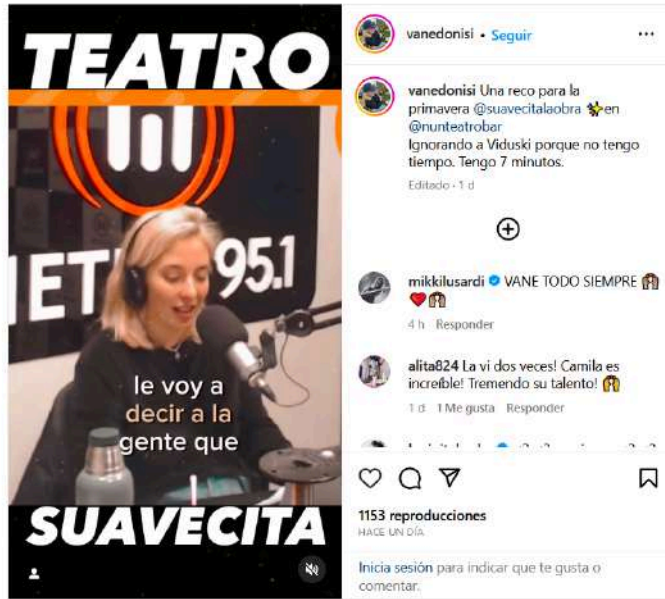 TEATRO
METR 95.1
le voy a
decir a la
gente que
SUAVECITA
vanedonisi • Seguir
vanedonisi Una reco para la
primavera @suavecitalaobra ✨en
@nunteatrobar
Ignorando a Viduski porque no tengo
tiempo. Tengo 7 minutos.
Editado · 1 d
mikkilusardi VANE TODO SIEMPRE 🙌
❤️🙌
4 h Responder
alita824 La vi dos veces! Camila es
increíble! Tremendo su talento! 🙌
1 d 1 Me gusta Responder
1153 reproducciones
HACE UN DÍA
Inicia sesión para indicar que te gusta o
comentar.